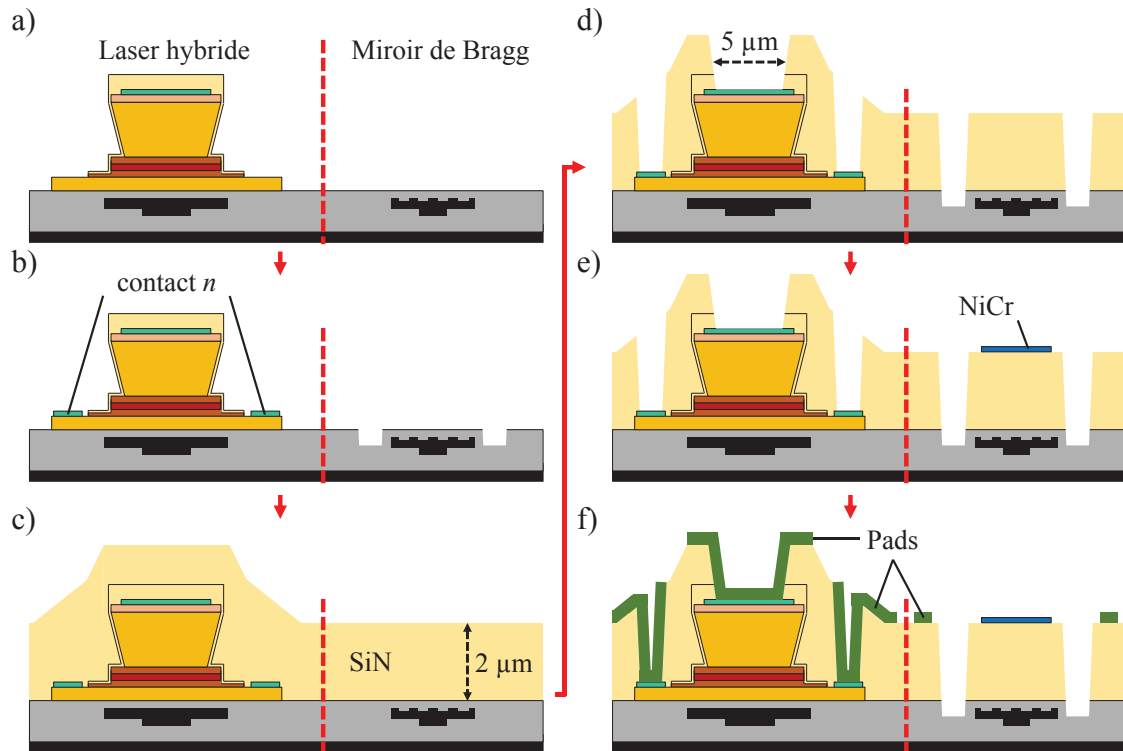 a)
Laser hybride
Miroir de Bragg
b)
contact n
c)
SiN
2 µm
d)
5 µm
e)
NiCr
f)
Pads